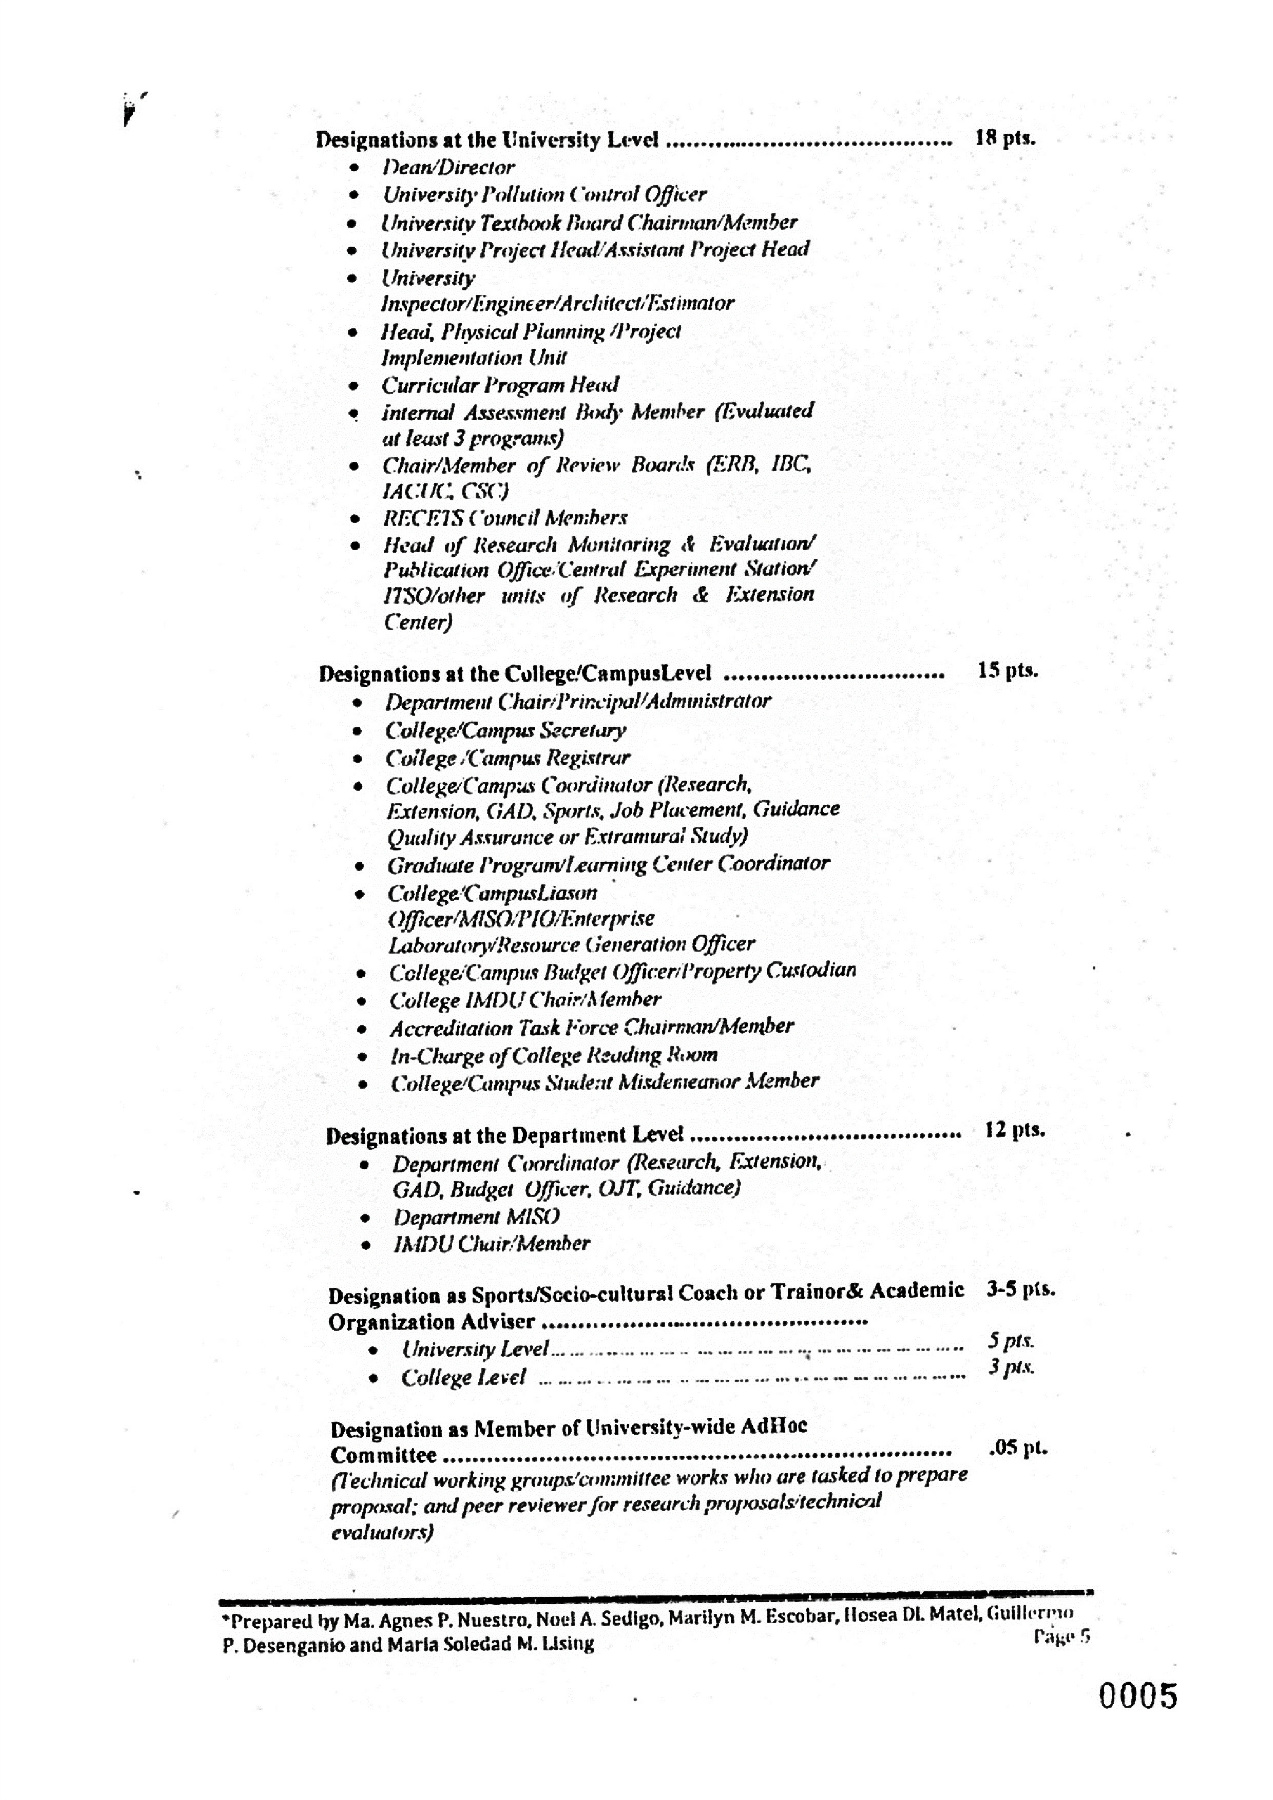 Designations at the University Level ........................................ 18 pts.
• Dean/Director
• University Pollution Control Officer
• University Textbook Board Chairman/Member
• University Project Head/Assistant Project Head
• University
Inspector/Engineer/Architect/Estimator
• Head, Physical Planning /Project
Implementation Unit
• Curricular Program Head
• internal Assessment Body Member (Evaluated
at least 3 programs)
• Chair/Member of Review Boards (ERB, IBC,
IACUC, CSC)
• RECETS Council Members
• Head of Research Monitoring & Evaluation/
Publication Office/Central Experiment Station/
ITSO/other units of Research & Extension
Center)
Designations at the College/CampusLevel .............................. 15 pts.
• Department Chair/Principal/Administrator
• College/Campus Secretary
• College /Campus Registrar
• College/Campus Coordinator (Research,
Extension, GAD, Sports, Job Placement, Guidance
Quality Assurance or Extramural Study)
• Graduate Program/Learning Center Coordinator
• College/CampusLiason
Officer/MISO/PIO/Enterprise
Laboratory/Resource Generation Officer
• College/Campus Budget Officer/Property Custodian
• College IMDU Chair/Member
• Accreditation Task Force Chairman/Member
• In-Charge of College Reading Room
• College/Campus Student Misdemeanor Member
Designations at the Department Level ..................................... 12 pts.
• Department Coordinator (Research, Extension,
GAD, Budget Officer, OJT, Guidance)
• Department MISO
• IMDU Chair/Member
Designation as Sports/Socio-cultural Coach or Trainor& Academic 3-5 pts.
Organization Adviser .............................................
• University Level............................................................ 5 pts.
• College Level ............................................................ 3 pts.
Designation as Member of University-wide AdHoc
Committee ..................................................................... .05 pt.
(Technical working groups/committee works who are tasked to prepare
proposal; and peer reviewer for research proposals/technical
evaluators)
*Prepared by Ma. Agnes P. Nuestro, Noel A. Sedigo, Marilyn M. Escobar, Hosea DL Matel, Guillermo
P. Desenganio and Maria Soledad M. Lising
Page 5
0005